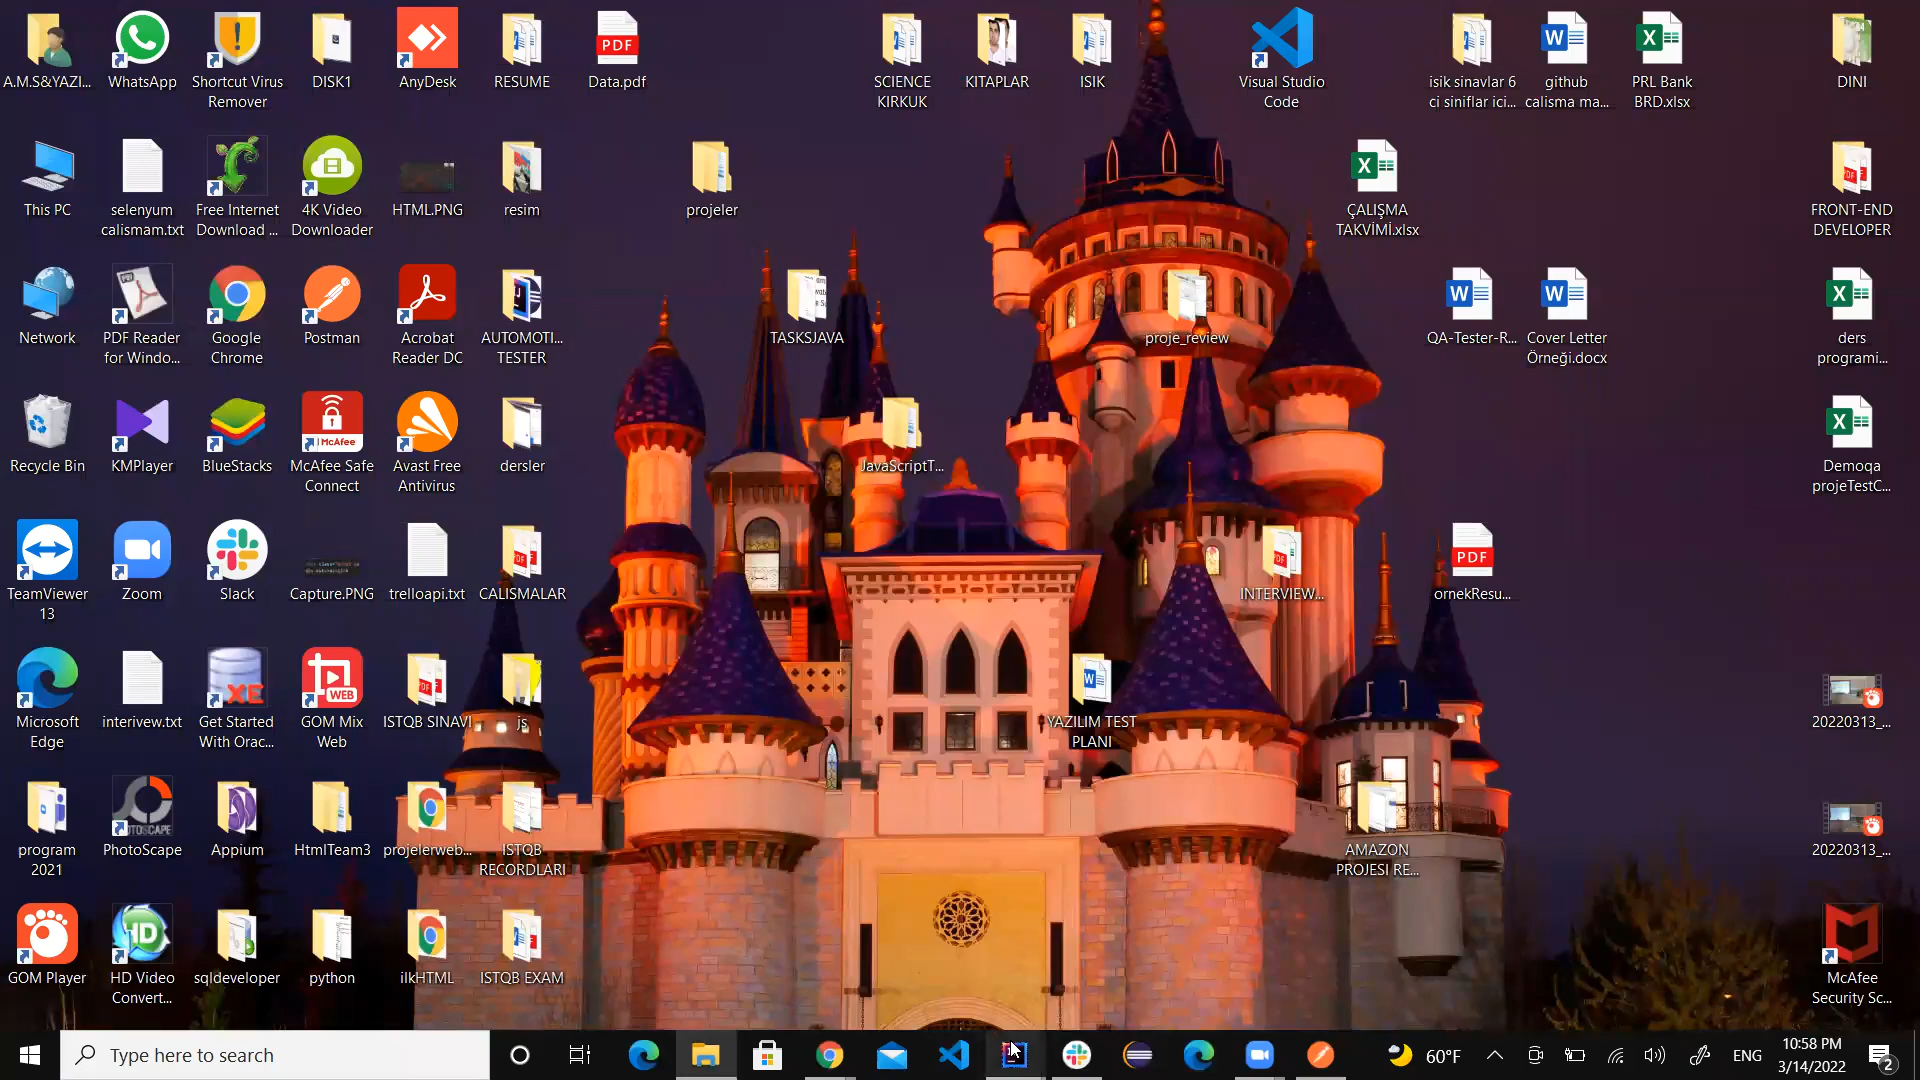 A.M.S&YAZI...
WhatsApp
Shortcut Virus
Remover
DISK1
AnyDesk
RESUME
PDF
Data.pdf
SCIENCE
KIRKUK
KITAPLAR
ISIK
Visual Studio
Code
isik sinavlar 6
ci siniflar ici...
github
calisma ma...
PRL Bank
BRD.xlsx
DINI
This PC
selenyum
calismam.txt
Free Internet
Download ...
4K Video
Downloader
HTML.PNG
resim
projeler
ÇALIŞMA
TAKVİMİ.xlsx
FRONT-END
DEVELOPER
Network
PDF Reader
for Windo...
Google
Chrome
Postman
Acrobat
Reader DC
AUTOMOTI...
TESTER
TASKSJAVA
proje_review
QA-Tester-R...
Cover Letter
Örneği.docx
ders
programi...
Recycle Bin
KMPlayer
BlueStacks
McAfee
McAfee Safe
Connect
Avast Free
Antivirus
dersler
JavaScriptT...
Demoqa
projeTestC...
TeamViewer
13
Zoom
Slack
Capture.PNG
trelloapi.txt
CALISMALAR
INTERVIEW...
PDF
ornekResu...
Microsoft
Edge
interivew.txt
XE
Get Started
With Orac...
WEB
GOM Mix
Web
ISTQB SINAVI
js
YAZILIM TEST
PLANI
20220313_...
program
2021
PHOTOSCAPE
PhotoScape
Appium
HtmlTeam3
projelerweb...
ISTQB
RECORDLARI
AMAZON
PROJESI RE...
20220313_...
GOM Player
HD
HD Video
Convert...
sqldeveloper
python
ilkHTML
ISTQB EXAM
McAfee
Security Sc...
Type here to search
60°F
ENG
10:58 PM
3/14/2022
2